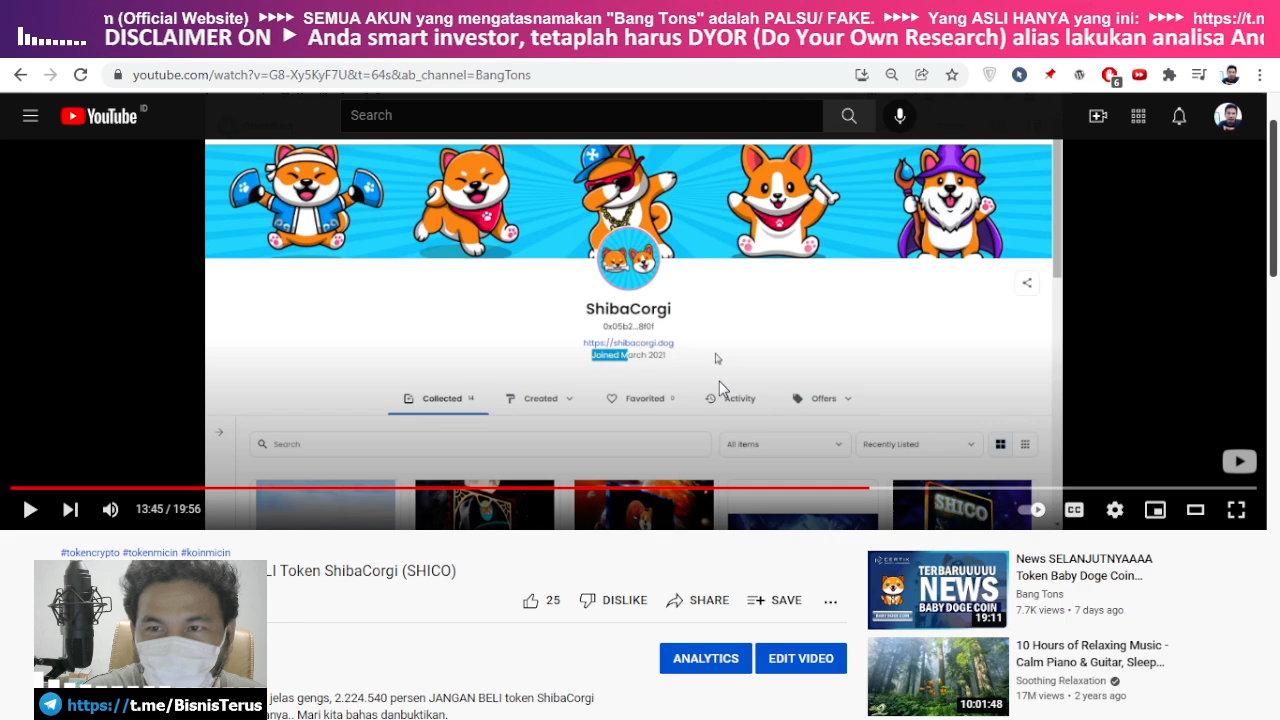 m (Official Website) ▸▸▸▸ SEMUA AKUN yang mengatasnamakan "Bang Tons" adalah PALSU/ FAKE. ▸▸▸▸ Yang ASLI HANYA yang ini: ▸▸▸▸ https://t.m
DISCLAIMER ON ▶ Anda smart investor, tetaplah harus DYOR (Do Your Own Research) alias lakukan analisa An
youtube.com/watch?v=G8-Xy5KyF7U&t=64s&ab_channel=BangTons
6
YouTube ID
Search
ShibaCorgi
0x05b2...8f0f
https://shibacorgi.dog
Joined March 2021
Collected 14
Created
Favorited 0
Activity
Offers
Search
All items
Recently Listed
SHICO
13:45 / 19:56
CC
#tokencrypto #tokenmicin #koinmicin
LI Token ShibaCorgi (SHICO)
25
DISLIKE
SHARE
SAVE
ANALYTICS
EDIT VIDEO
jelas gengs, 2.224.540 persen JANGAN BELI token ShibaCorgi
anya.. Mari kita bahas danbuktikan.
https://t.me/BisnisTerus
CERTIK
TERBARUUUUU
NEWS
BABY DOGE COIN
19:11
News SELANJUTNYAAAA
Token Baby Doge Coin...
Bang Tons
7.7K views • 7 days ago
10:01:48
10 Hours of Relaxing Music -
Calm Piano & Guitar, Sleep...
Soothing Relaxation
17M views • 2 years ago